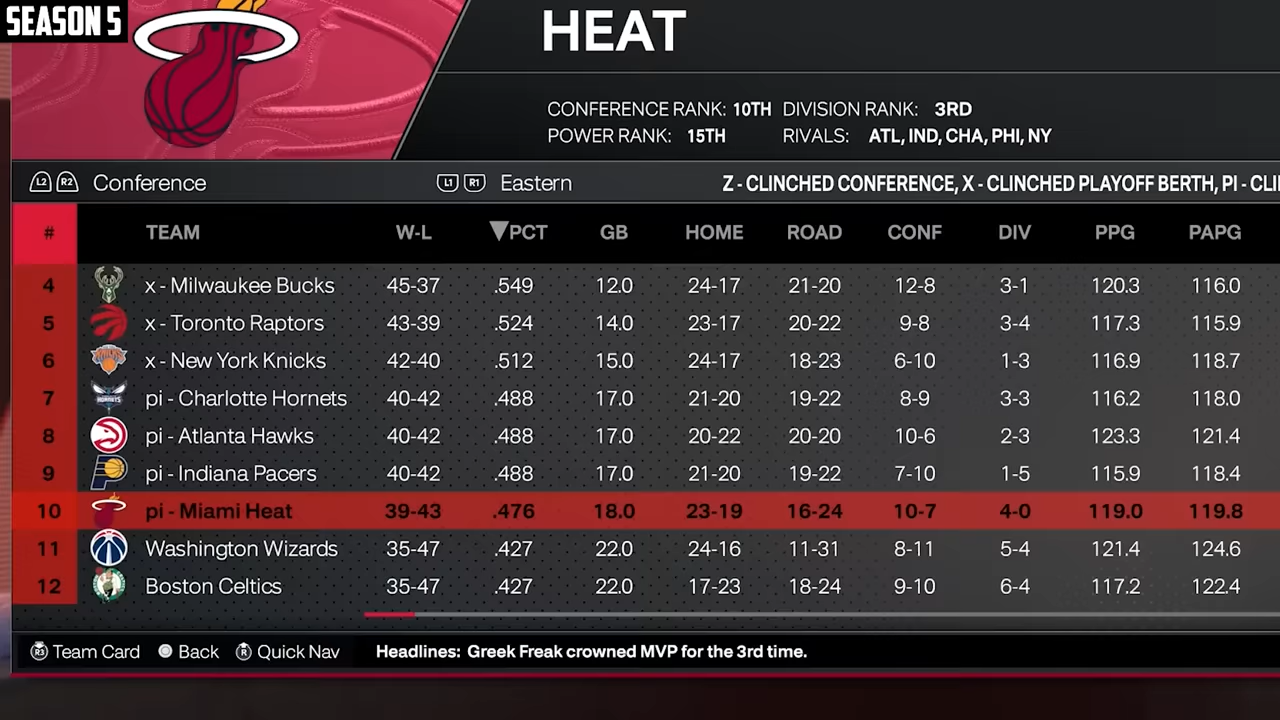 SEASON 5
HEAT
CONFERENCE RANK: 10TH DIVISION RANK: 3RD
POWER RANK: 15TH RIVALS: ATL, IND, CHA, PHI, NY
L2 R2 Conference L1 R1 Eastern Z - CLINCHED CONFERENCE, X - CLINCHED PLAYOFF BERTH, PI - CLI
# TEAM W-L PCT GB HOME ROAD CONF DIV PPG PAPG
4 x - Milwaukee Bucks 45-37 .549 12.0 24-17 21-20 12-8 3-1 120.3 116.0
5 x - Toronto Raptors 43-39 .524 14.0 23-17 20-22 9-8 3-4 117.3 115.9
6 x - New York Knicks 42-40 .512 15.0 24-17 18-23 6-10 1-3 116.9 118.7
7 pi - Charlotte Hornets 40-42 .488 17.0 21-20 19-22 8-9 3-3 116.2 118.0
8 pi - Atlanta Hawks 40-42 .488 17.0 20-22 20-20 10-6 2-3 123.3 121.4
9 pi - Indiana Pacers 40-42 .488 17.0 21-20 19-22 7-10 1-5 115.9 118.4
10 pi - Miami Heat 39-43 .476 18.0 23-19 16-24 10-7 4-0 119.0 119.8
11 Washington Wizards 35-47 .427 22.0 24-16 11-31 8-11 5-4 121.4 124.6
12 Boston Celtics 35-47 .427 22.0 17-23 18-24 9-10 6-4 117.2 122.4
R3 Team Card Back R Quick Nav Headlines: Greek Freak crowned MVP for the 3rd time.